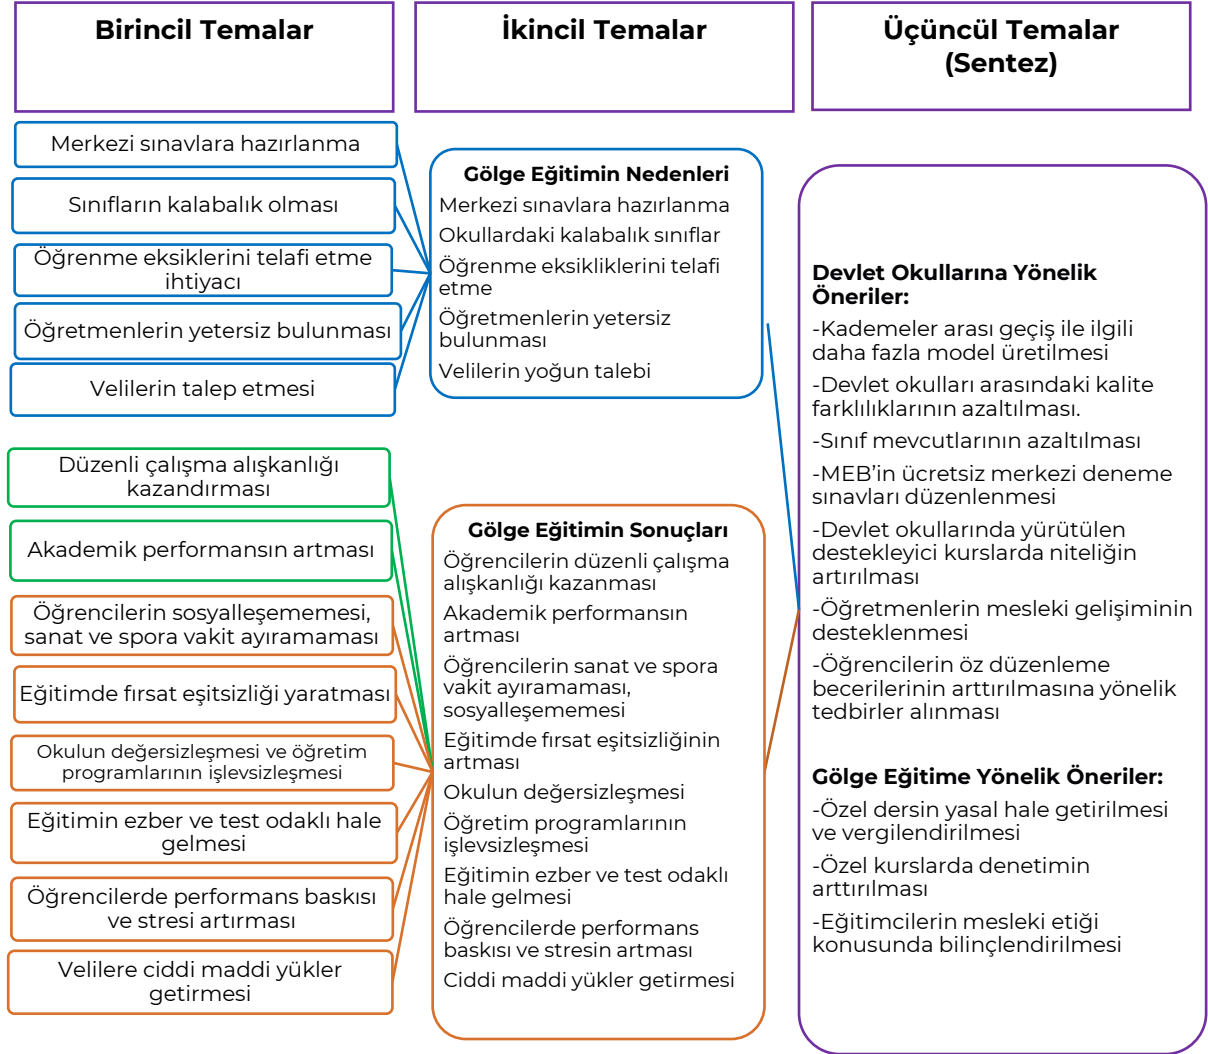 Birincil Temalar
İkincil Temalar
Üçüncül Temalar
(Sentez)
Merkezi sınavlara hazırlanma
Sınıfların kalabalık olması
Öğrenme eksiklerini telafi etme
ihtiyacı
Öğretmenlerin yetersiz bulunması
Velilerin talep etmesi
Düzenli çalışma alışkanlığı
kazandırması
Akademik performansın artması
Öğrencilerin sosyalleşememesi,
sanat ve spora vakit ayıramaması
Eğitimde fırsat eşitsizliği yaratması
Okulun değersizleşmesi ve öğretim
programlarının işlevsizleşmesi
Eğitimin ezber ve test odaklı hale
gelmesi
Öğrencilerde performans baskısı
ve stresi artırması
Velilere ciddi maddi yükler
getirmesi
Gölge Eğitimin Nedenleri
Merkezi sınavlara hazırlanma
Okullardaki kalabalık sınıflar
Öğrenme eksikliklerini telafi
etme
Öğretmenlerin yetersiz
bulunması
Velilerin yoğun talebi
Gölge Eğitimin Sonuçları
Öğrencilerin düzenli çalışma
alışkanlığı kazanması
Akademik performansın
artması
Öğrencilerin sanat ve spora
vakit ayıramaması,
sosyalleşememesi
Eğitimde fırsat eşitsizliğinin
artması
Okulun değersizleşmesi
Öğretim programlarının
işlevsizleşmesi
Eğitimin ezber ve test odaklı
hale gelmesi
Öğrencilerde performans
baskısı ve stresin artması
Ciddi maddi yükler getirmesi
Devlet Okullarına Yönelik
Öneriler:
-Kademeler arası geçiş ile ilgili
daha fazla model üretilmesi
-Devlet okulları arasındaki kalite
farklılıklarının azaltılması.
-Sınıf mevcutlarının azaltılması
-MEB’in ücretsiz merkezi deneme
sınavları düzenlenmesi
-Devlet okullarında yürütülen
destekleyici kurslarda niteliğin
artırılması
-Öğretmenlerin mesleki gelişiminin
desteklenmesi
-Öğrencilerin öz düzenleme
becerilerinin arttırılmasına yönelik
tedbirler alınması
Gölge Eğitime Yönelik Öneriler:
-Özel dersin yasal hale getirilmesi
ve vergilendirilmesi
-Özel kurslarda denetimin
arttırılması
-Eğitimcilerin mesleki etiği
konusunda bilinçlendirilmesi